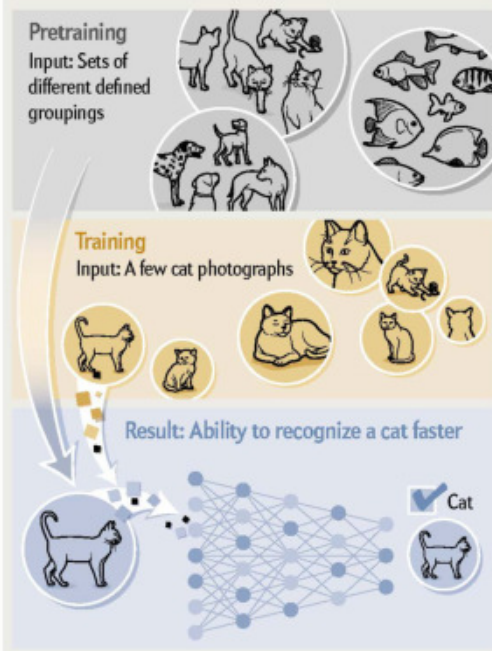 Pretraining
Input: Sets of
different defined
groupings
Training
Input: A few cat photographs
Result: Ability to recognize a cat faster
Cat